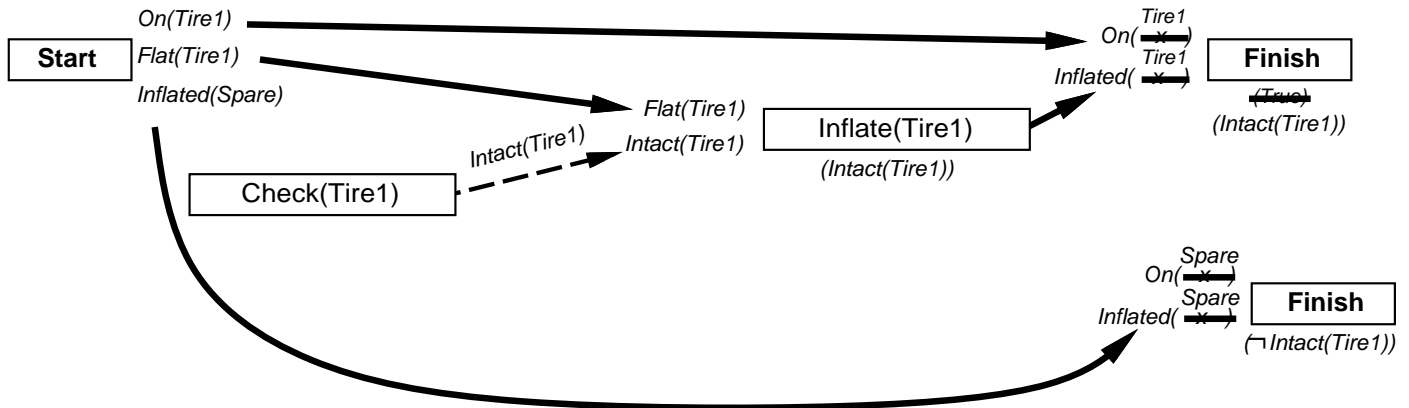 On(Tire1)
Start
Flat(Tire1)
Inflated(Spare)
Tire1
On( x )
Tire1
Inflated( x )
Finish
(True)
(Intact(Tire1))
Flat(Tire1)
Intact(Tire1)
Intact(Tire1)
Inflate(Tire1)
(Intact(Tire1))
Check(Tire1)
Spare
On( x )
Spare
Inflated( x )
Finish
(¬ Intact(Tire1))